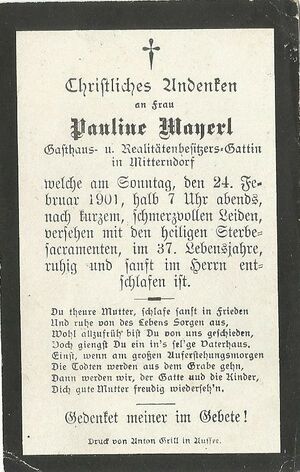 Christliches Andenken
an Frau
Pauline Mayerl
Gasthaus- u. Realitätenbesitzers-Gattin
in Mitterndorf
welche am Sonntag, den 24. Fe-
bruar 1901, halb 7 Uhr abends,
nach kurzem, schmerzvollen Leiden,
versehen mit den heiligen Sterbe-
sacramenten, im 37. Lebensjahre,
ruhig und sanft im Herrn ent-
schlafen ist.
Du theure Mutter, schlafe sanft in Frieden
Und ruhe von des Lebens Sorgen aus,
Wohl allzufrüh' bist Du von uns geschieden,
Doch giengst Du ein in's sel'ge Vaterhaus.
Einst, wenn am großen Auferstehungsmorgen
Die Todten werden aus dem Grabe gehn,
Dann werden wir, der Gatte und die Kinder,
Dich gute Mutter freudig wiederseh'n.
Gedenket meiner im Gebete!
Druck von Anton Grill in Aussee.